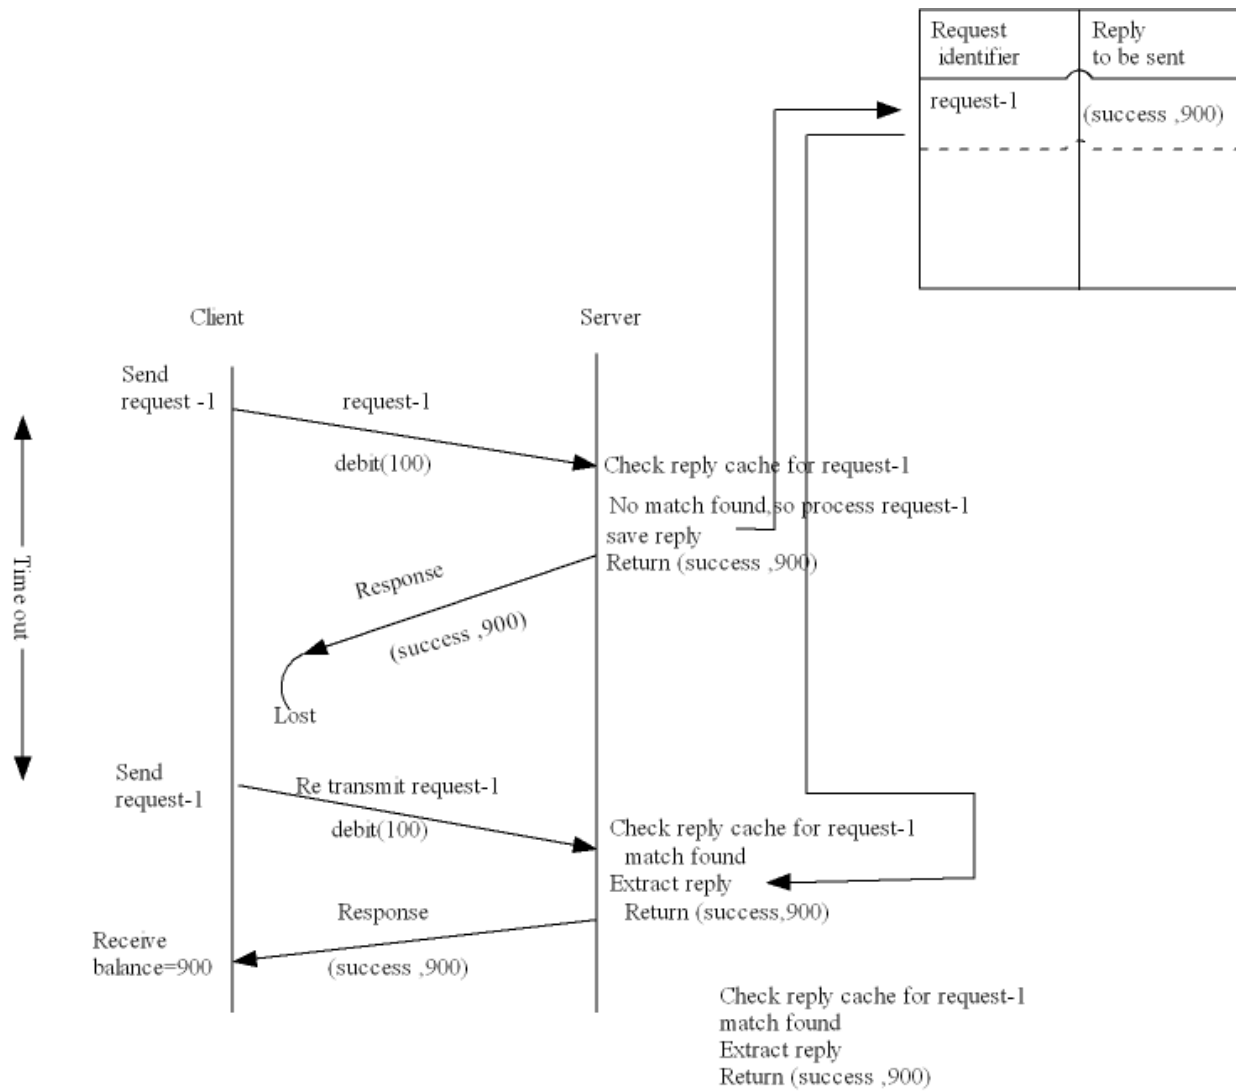 Request
identifier
Reply
to be sent
request-1
(success ,900)
Client
Server
Send
request -1
request-1
debit(100)
Check reply cache for request-1
No match found,so process request-1
save reply
Return (success ,900)
Time out
Response
(success ,900)
Lost
Send
request-1
Re transmit request-1
debit(100)
Check reply cache for request-1
match found
Extract reply
Return (success,900)
Response
(success ,900)
Receive
balance=900
Check reply cache for request-1
match found
Extract reply
Return (success ,900)